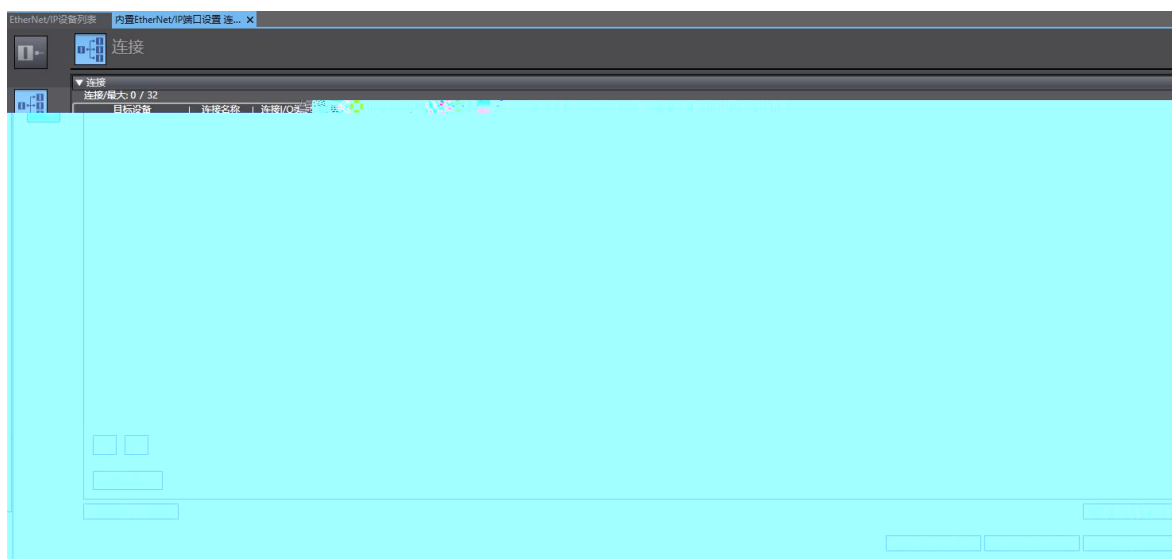 EtherNet/IP设备列表 内置EtherNet/IP端口设置 连... X
连接
▼连接
连接/最大: 0 / 32
目标设备 | 连接名称 | 连接I/O类型